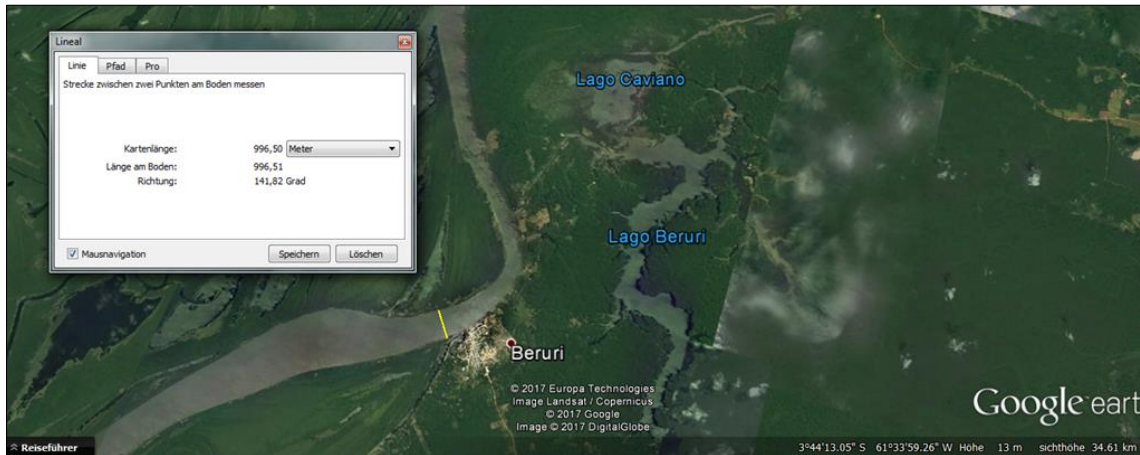 Lineal
Linie Pfad Pro
Strecke zwischen zwei Punkten am Boden messen
Kartenlänge: 996,50 Meter
Länge am Boden: 996,51
Richtung: 141,82 Grad
Mausnavigation Speichern Löschen
Lago Caviano
Lago Beruri
Beruri
© 2017 Europa Technologies
Image Landsat / Copernicus
© 2017 Google
Image © 2017 DigitalGlobe
Google eart
Reiseführer
3°44'13.05" S 61°33'59.26" W Höhe 13 m sichthöhe 34.61 km